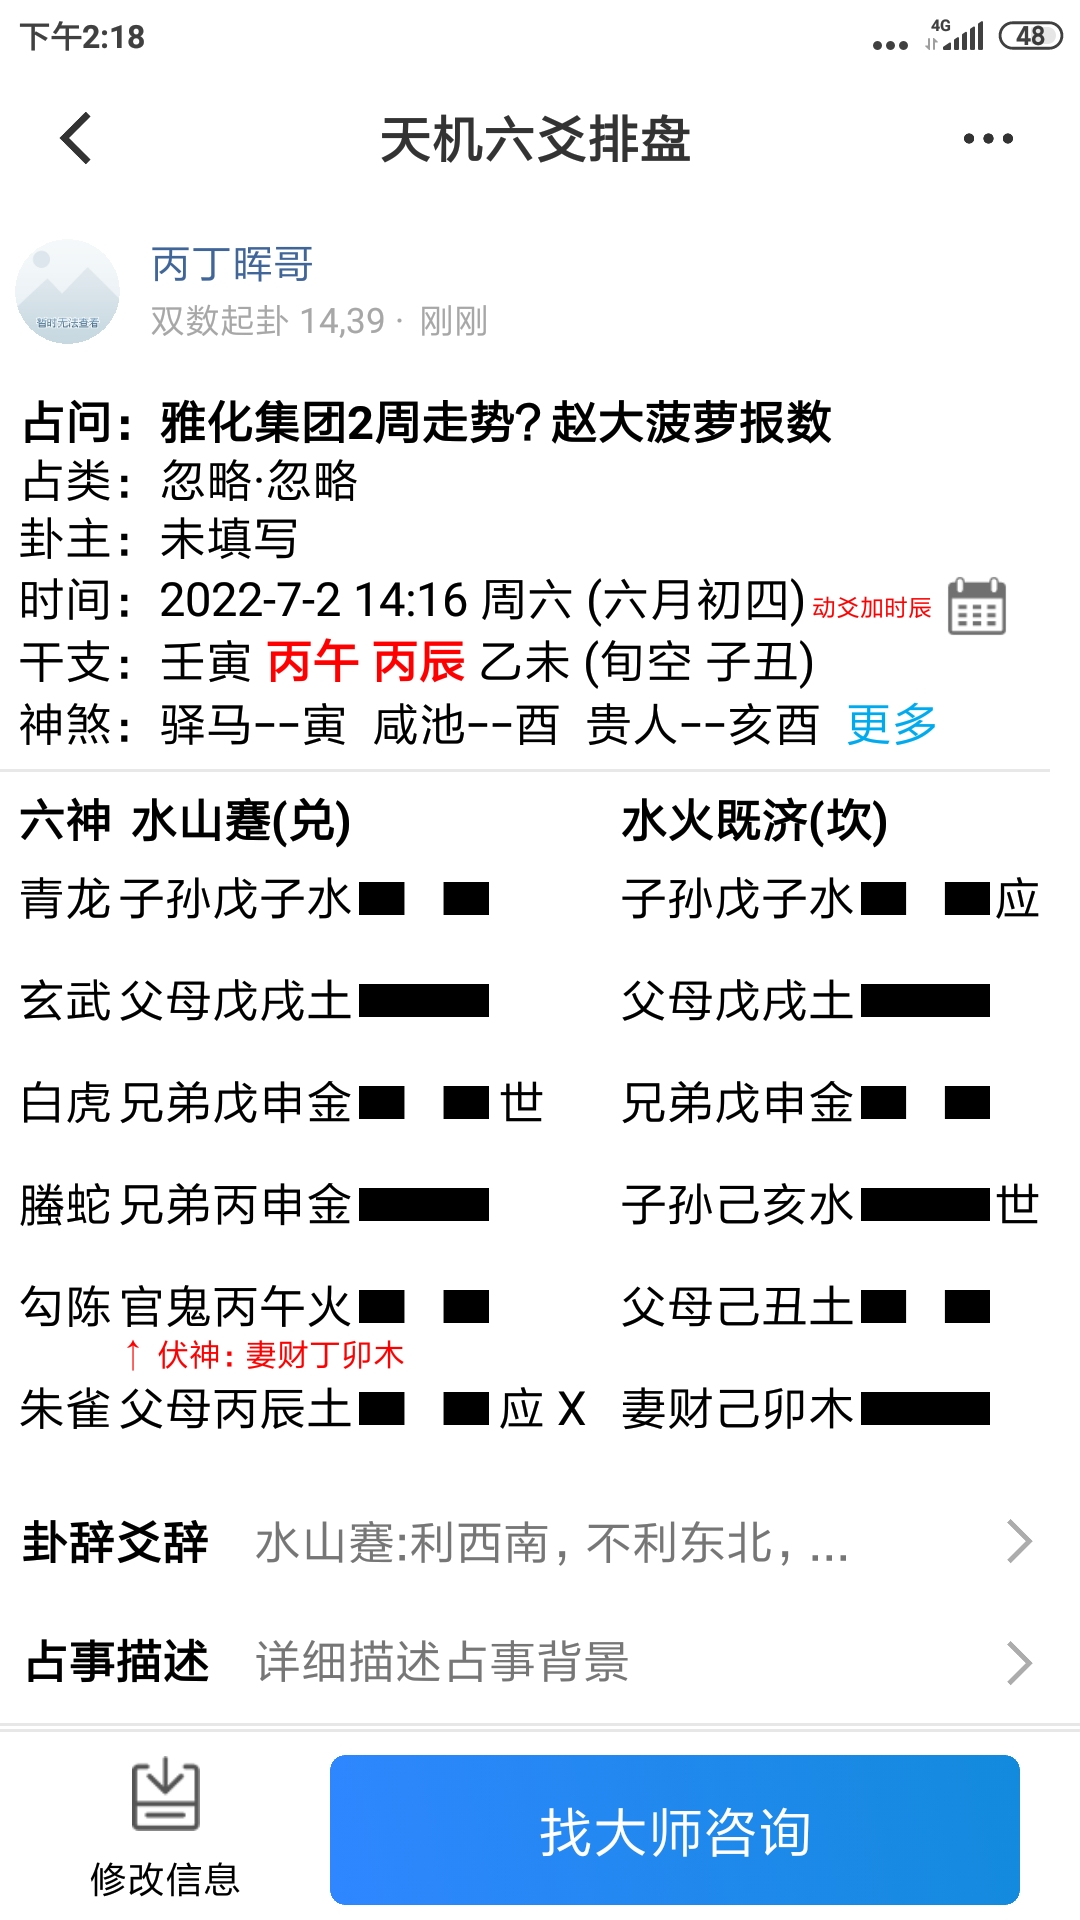 下午2:18 4G 48
天机六爻排盘
丙丁晖哥
双数起卦 14,39 · 刚刚
暂时无法查看
占问：雅化集团2周走势？赵大菠萝报数
占类：忽略·忽略
卦主：未填写
时间：2022-7-2 14:16 周六 (六月初四) 动爻加时辰
干支：壬寅 丙午 丙辰 乙未 (旬空 子丑)
神煞：驿马--寅 咸池--酉 贵人--亥酉 更多
六神 水山蹇(兑) 水火既济(坎)
青龙 子孙戊子水 子孙戊子水 应
玄武 父母戊戌土 父母戊戌土
白虎 兄弟戊申金 世 兄弟戊申金
螣蛇 兄弟丙申金 子孙己亥水 世
勾陈 官鬼丙午火 父母己丑土
↑ 伏神：妻财丁卯木
朱雀 父母丙辰土 应 X 妻财己卯木
卦辞爻辞 水山蹇:利西南，不利东北，...
占事描述 详细描述占事背景
修改信息 找大师咨询